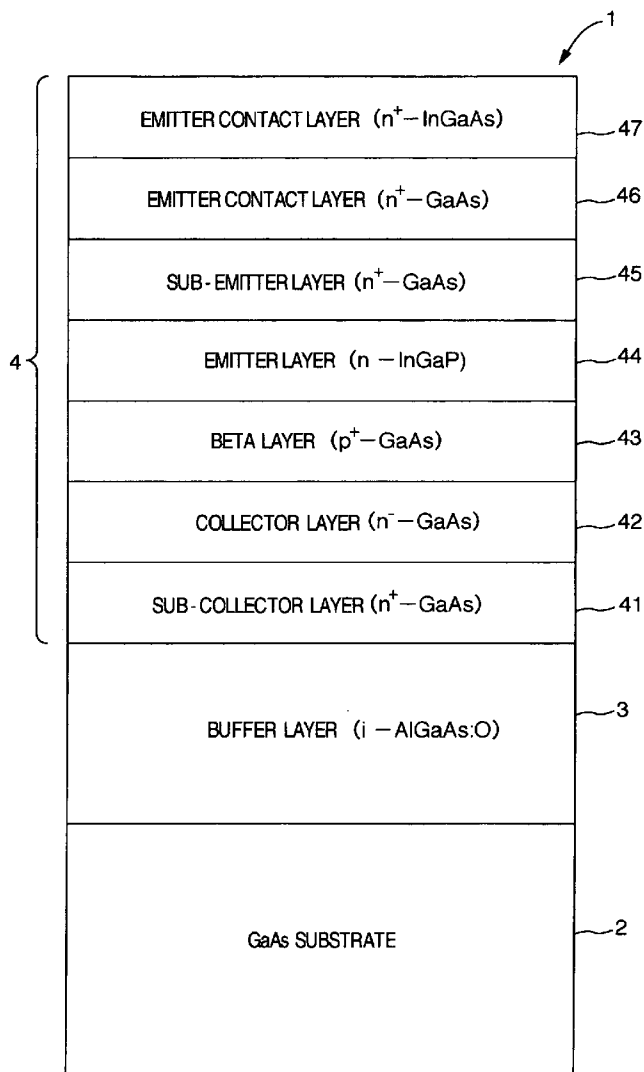 1
EMITTER CONTACT LAYER (n⁺-InGaAs) 47
EMITTER CONTACT LAYER (n⁺-GaAs) 46
SUB-EMITTER LAYER (n⁺-GaAs) 45
4
EMITTER LAYER (n -InGaP) 44
BETA LAYER (p⁺-GaAs) 43
COLLECTOR LAYER (n⁻-GaAs) 42
SUB-COLLECTOR LAYER (n⁺-GaAs) 41
BUFFER LAYER (i -AlGaAs:O) 3
GaAs SUBSTRATE 2